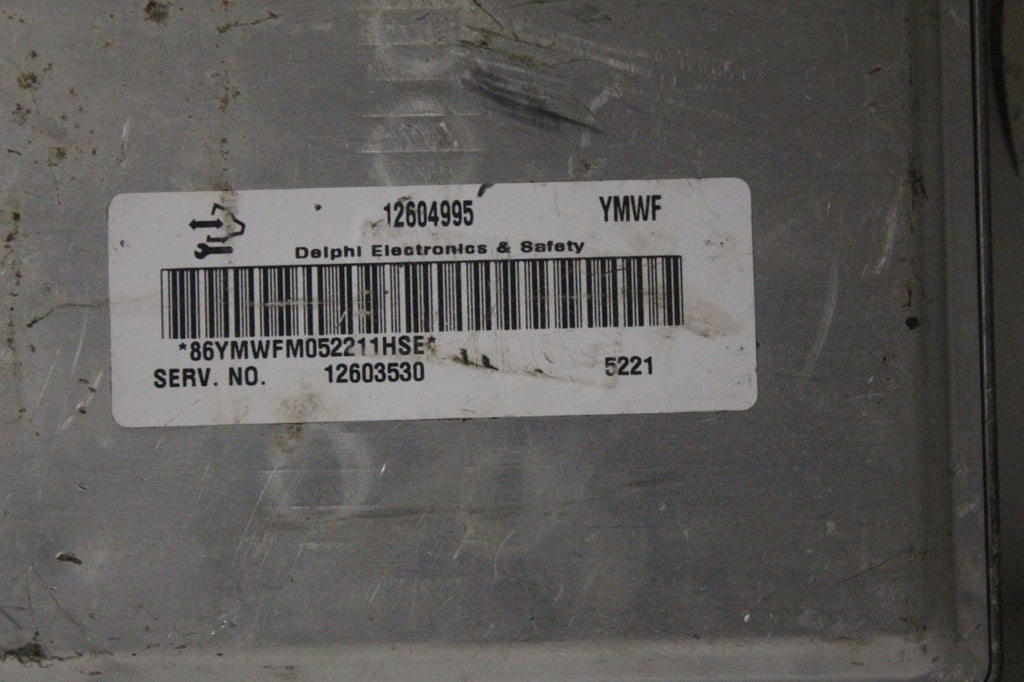 12604995 YMWF
Delphi Electronics & Safety
*86YMWFM052211HSE*
SERV. NO. 12603530 5221